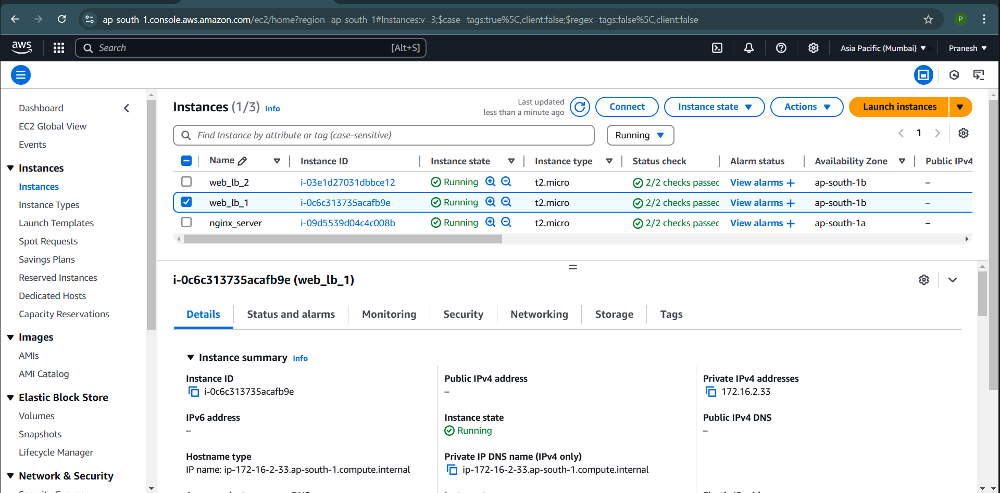 ap-south-1.console.aws.amazon.com/ec2/home?region=ap-south-1#Instances:v=3;$case=tags:true%5C,client:false;$regex=tags:false%5C,client:false
P
aws
Search
[Alt+S]
Asia Pacific (Mumbai)
Pranesh
Dashboard
EC2 Global View
Events
Instances
Instances
Instance Types
Launch Templates
Spot Requests
Savings Plans
Reserved Instances
Dedicated Hosts
Capacity Reservations
Images
AMIs
AMI Catalog
Elastic Block Store
Volumes
Snapshots
Lifecycle Manager
Network & Security
Instances (1/3) Info
Last updated
less than a minute ago
Connect
Instance state
Actions
Launch instances
Find Instance by attribute or tag (case-sensitive)
Running
1
Name Instance ID Instance state Instance type Status check Alarm status Availability Zone Public IPv4
web_lb_2 i-03e1d27031dbbce12 Running t2.micro 2/2 checks passec View alarms + ap-south-1b –
web_lb_1 i-0c6c313735acafb9e Running t2.micro 2/2 checks passec View alarms + ap-south-1b –
nginx_server i-09d5539d04c4c008b Running t2.micro 2/2 checks passec View alarms + ap-south-1a –
i-0c6c313735acafb9e (web_lb_1)
Details
Status and alarms
Monitoring
Security
Networking
Storage
Tags
Instance summary Info
Instance ID
i-0c6c313735acafb9e
Public IPv4 address
–
Private IPv4 addresses
172.16.2.33
IPv6 address
–
Instance state
Running
Public IPv4 DNS
–
Hostname type
IP name: ip-172-16-2-33.ap-south-1.compute.internal
Private IP DNS name (IPv4 only)
ip-172-16-2-33.ap-south-1.compute.internal